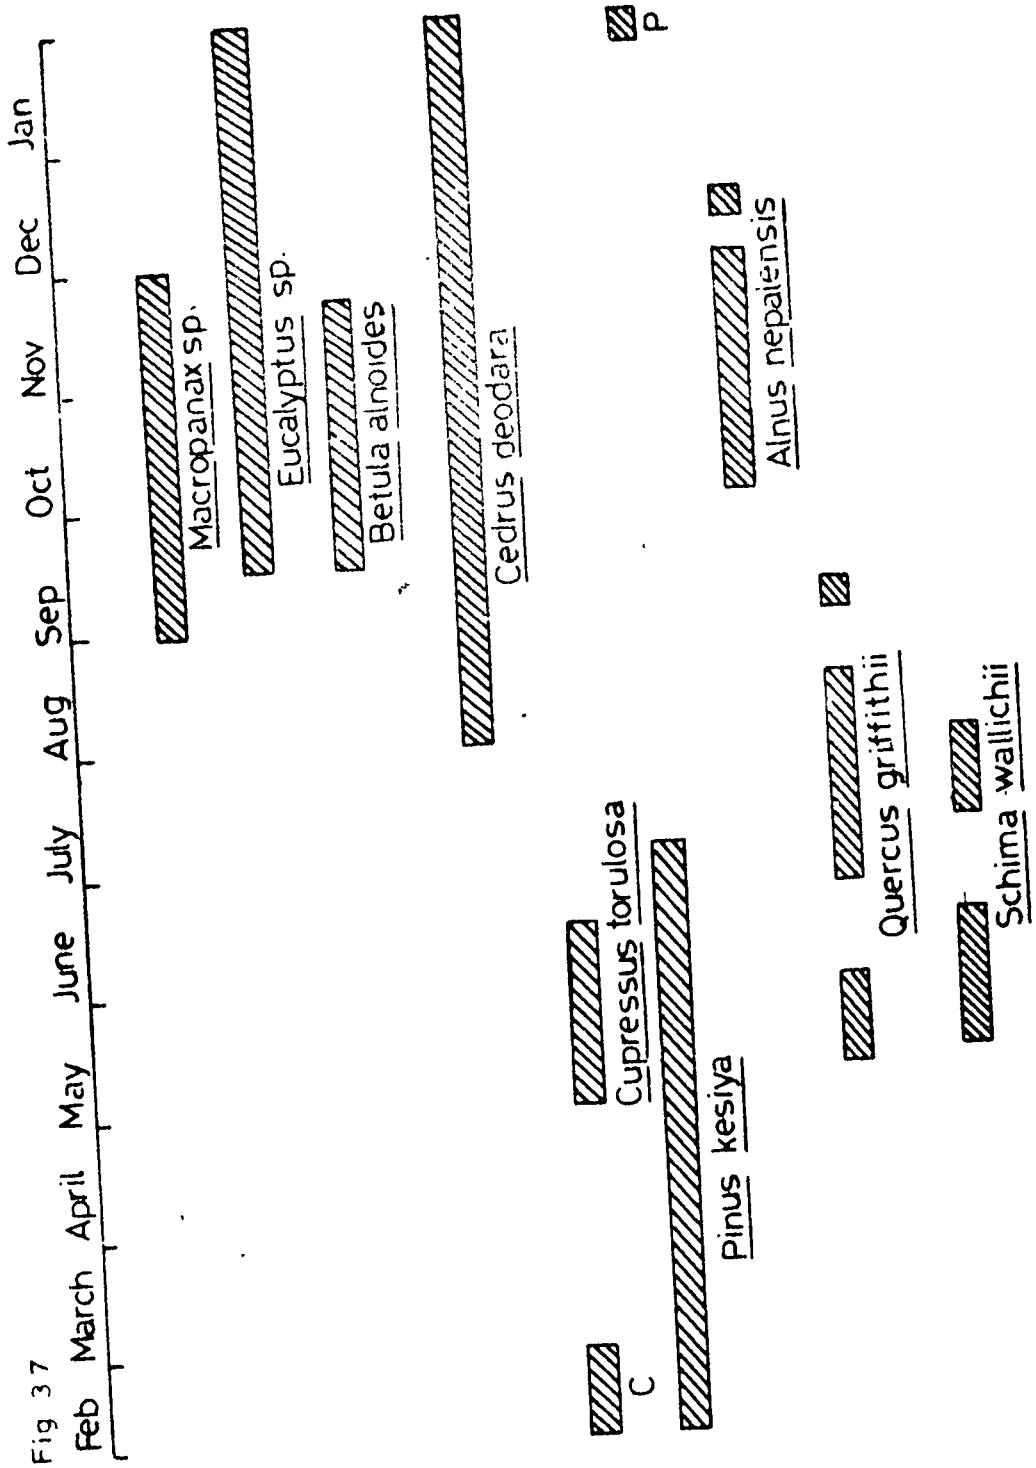 Fig 37
Feb March April May June July Aug Sep Oct Nov Dec Jan
Macropanax sp.
Eucalyptus sp.
Betula alnoides
Cedrus deodara
P
Cupressus torulosa
C
Pinus kesiya
Alnus nepalensis
Quercus griffithii
Schima wallichii